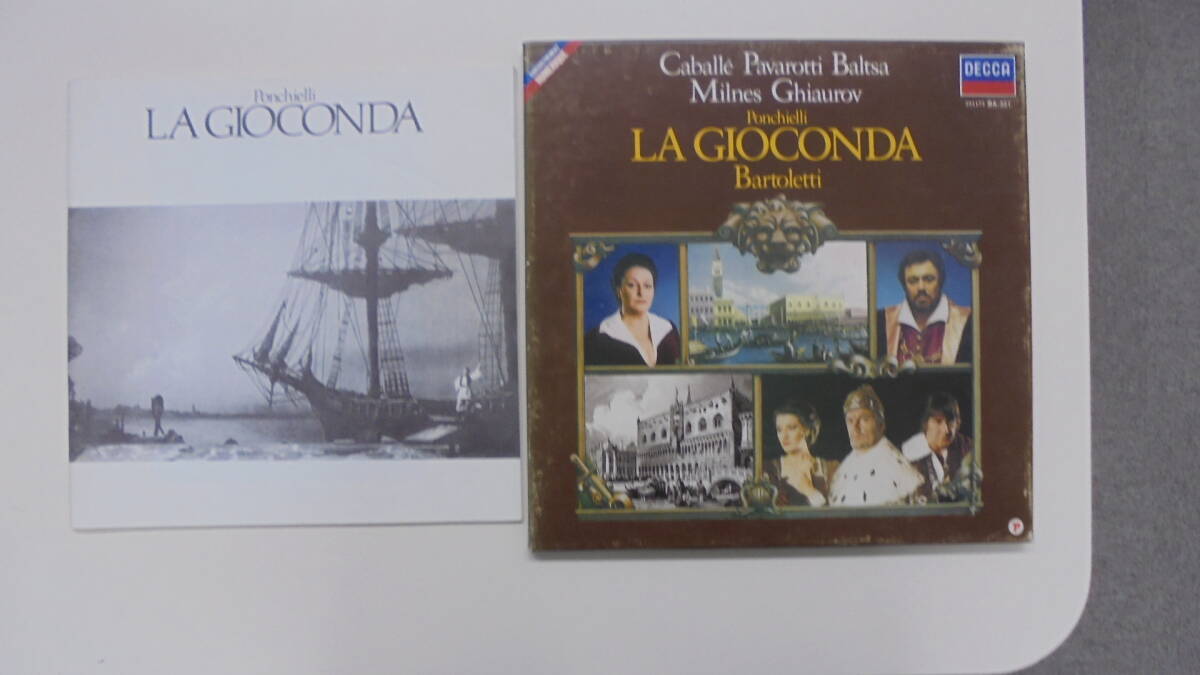 Ponchielli
LA GIOCONDA
Caballé Pavarotti Baltsa
Milnes Ghiaurov
Ponchielli
LA GIOCONDA
Bartoletti
DECCA